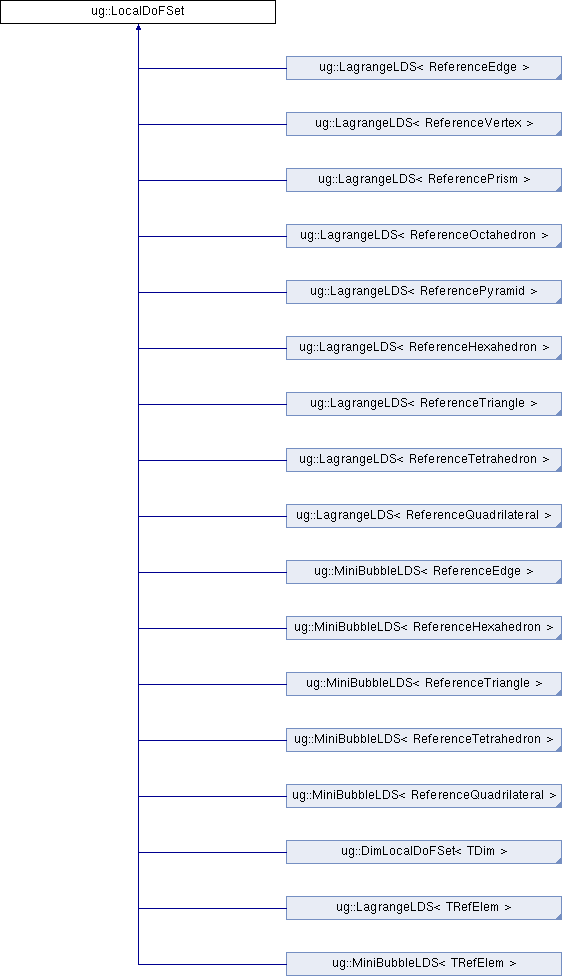 ug::LocalDoFSet
ug::LagrangeLDS< ReferenceEdge >
ug::LagrangeLDS< ReferenceVertex >
ug::LagrangeLDS< ReferencePrism >
ug::LagrangeLDS< ReferenceOctahedron >
ug::LagrangeLDS< ReferencePyramid >
ug::LagrangeLDS< ReferenceHexahedron >
ug::LagrangeLDS< ReferenceTriangle >
ug::LagrangeLDS< ReferenceTetrahedron >
ug::LagrangeLDS< ReferenceQuadrilateral >
ug::MiniBubbleLDS< ReferenceEdge >
ug::MiniBubbleLDS< ReferenceHexahedron >
ug::MiniBubbleLDS< ReferenceTriangle >
ug::MiniBubbleLDS< ReferenceTetrahedron >
ug::MiniBubbleLDS< ReferenceQuadrilateral >
ug::DimLocalDoFSet< TDim >
ug::LagrangeLDS< TRefElem >
ug::MiniBubbleLDS< TRefElem >